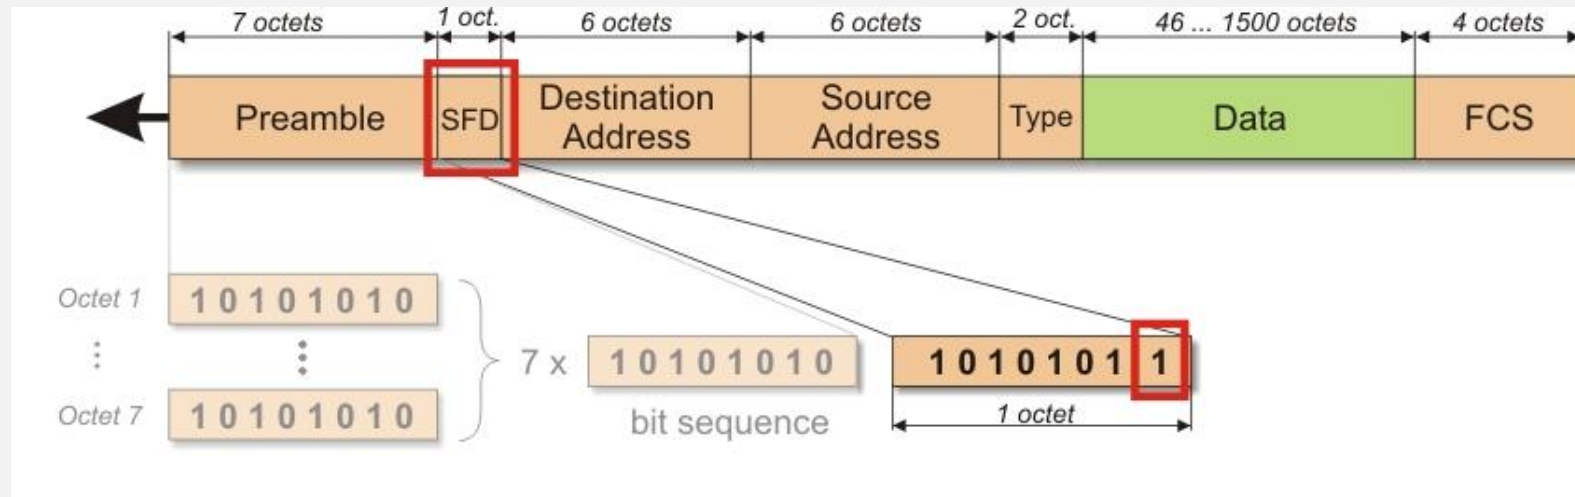 7 octets 1 oct. 6 octets 6 octets 2 oct. 46 ... 1500 octets 4 octets
Preamble SFD Destination Address Source Address Type Data FCS
Octet 1 1 0 1 0 1 0 1 0
7 x 1 0 1 0 1 0 1 0 1 0 1 0 1 0 1 1
Octet 7 1 0 1 0 1 0 1 0
bit sequence 1 octet